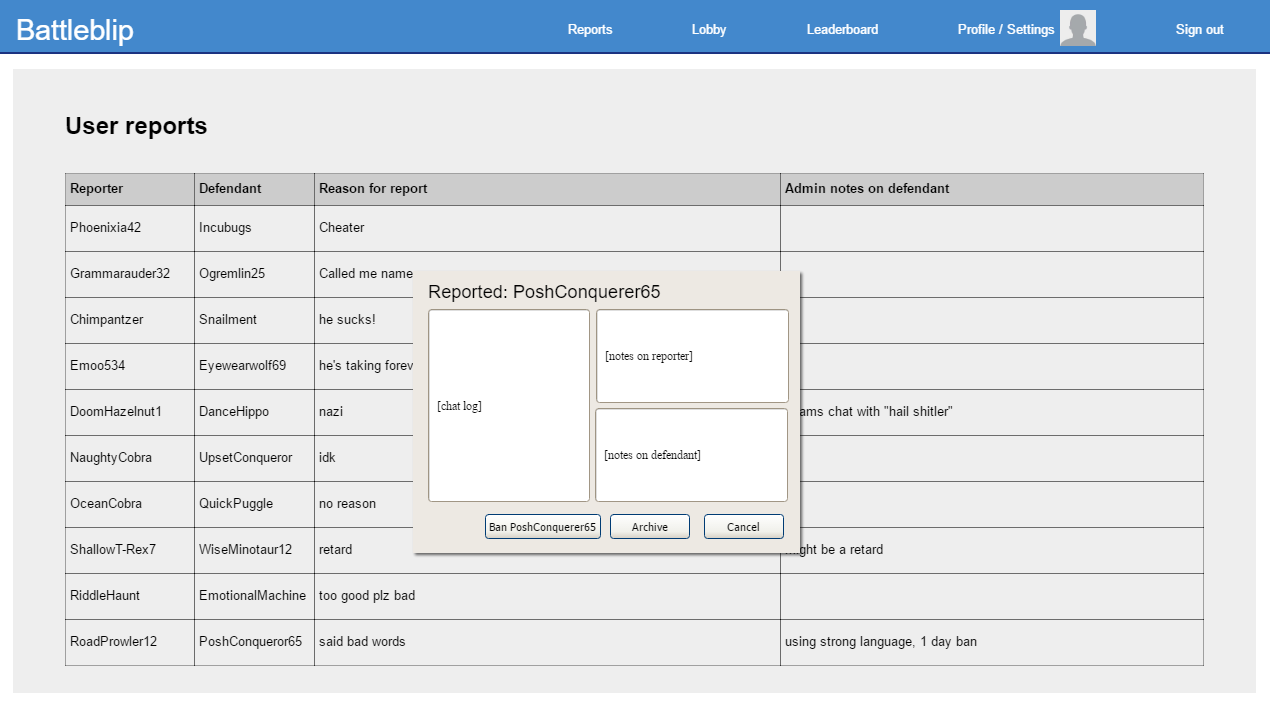 Battleblip Reports Lobby Leaderboard Profile / Settings Sign out
User reports
Reporter Defendant Reason for report Admin notes on defendant
Phoenixia42 Incubugs Cheater
Grammarauder32 Ogremlin25 Called me name
Reported: PoshConquerer65
Chimpantzer Snailment he sucks!
[notes on reporter]
Emoo534 Eyewearwolf69 he's taking forev
[chat log]
DoomHazelnut1 DanceHippo nazi ams chat with "hail shitler"
[notes on defendant]
NaughtyCobra UpsetConqueror idk
OceanCobra QuickPuggle no reason
Ban PoshConquerer65 Archive Cancel
ShallowT-Rex7 WiseMinotaur12 retard might be a retard
RiddleHaunt EmotionalMachine too good plz bad
RoadProwler12 PoshConqueror65 said bad words using strong language, 1 day ban